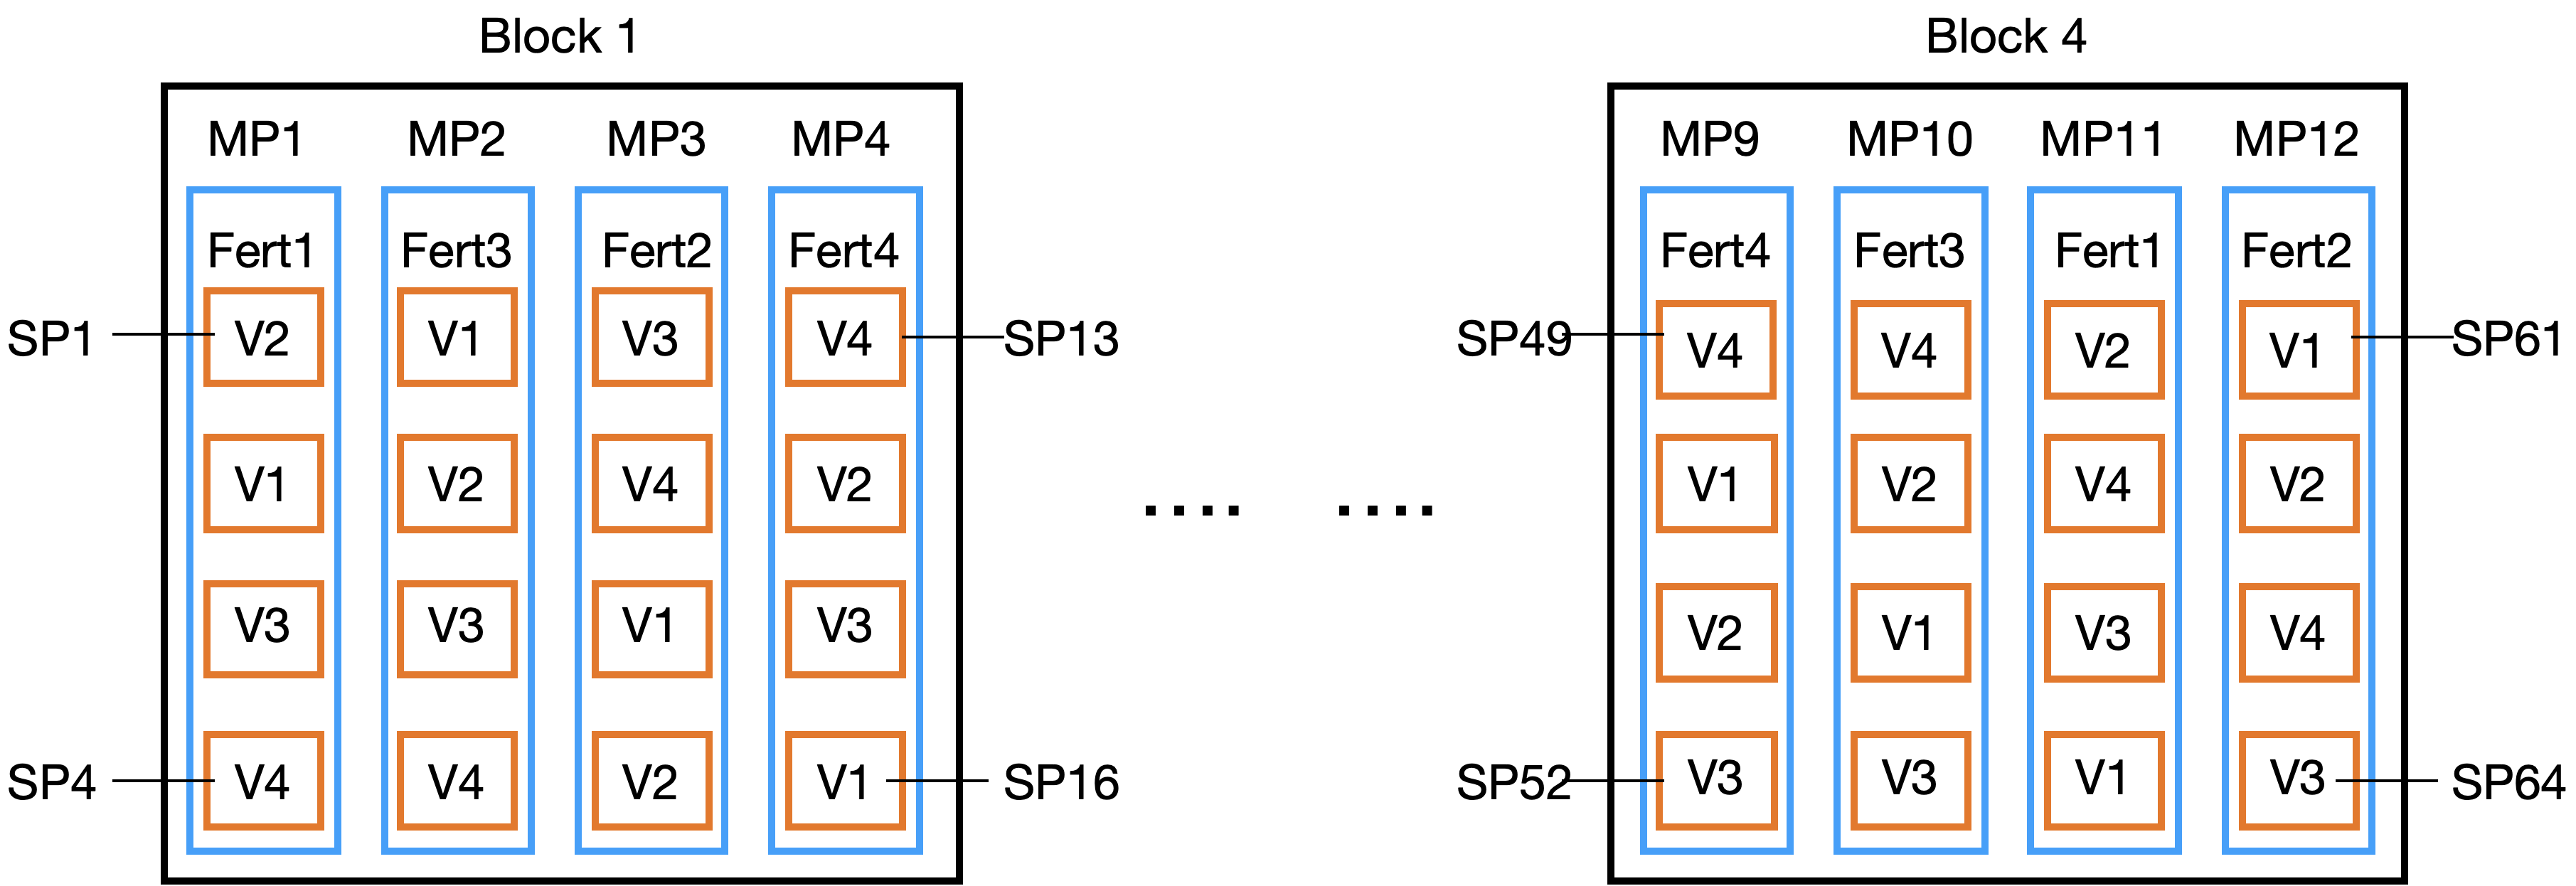 Block 1 Block 4
MP1 MP2 MP3 MP4 MP9 MP10 MP11 MP12
Fert1 Fert3 Fert2 Fert4 Fert4 Fert3 Fert1 Fert2
SP1 V2 V1 V3 V4 SP13 SP49 V4 V4 V2 V1 SP61
V1 V2 V4 V2 .... .... V1 V2 V4 V2
V3 V3 V1 V3 V2 V1 V3 V4
SP4 V4 V4 V2 V1 SP16 SP52 V3 V3 V1 V3 SP64